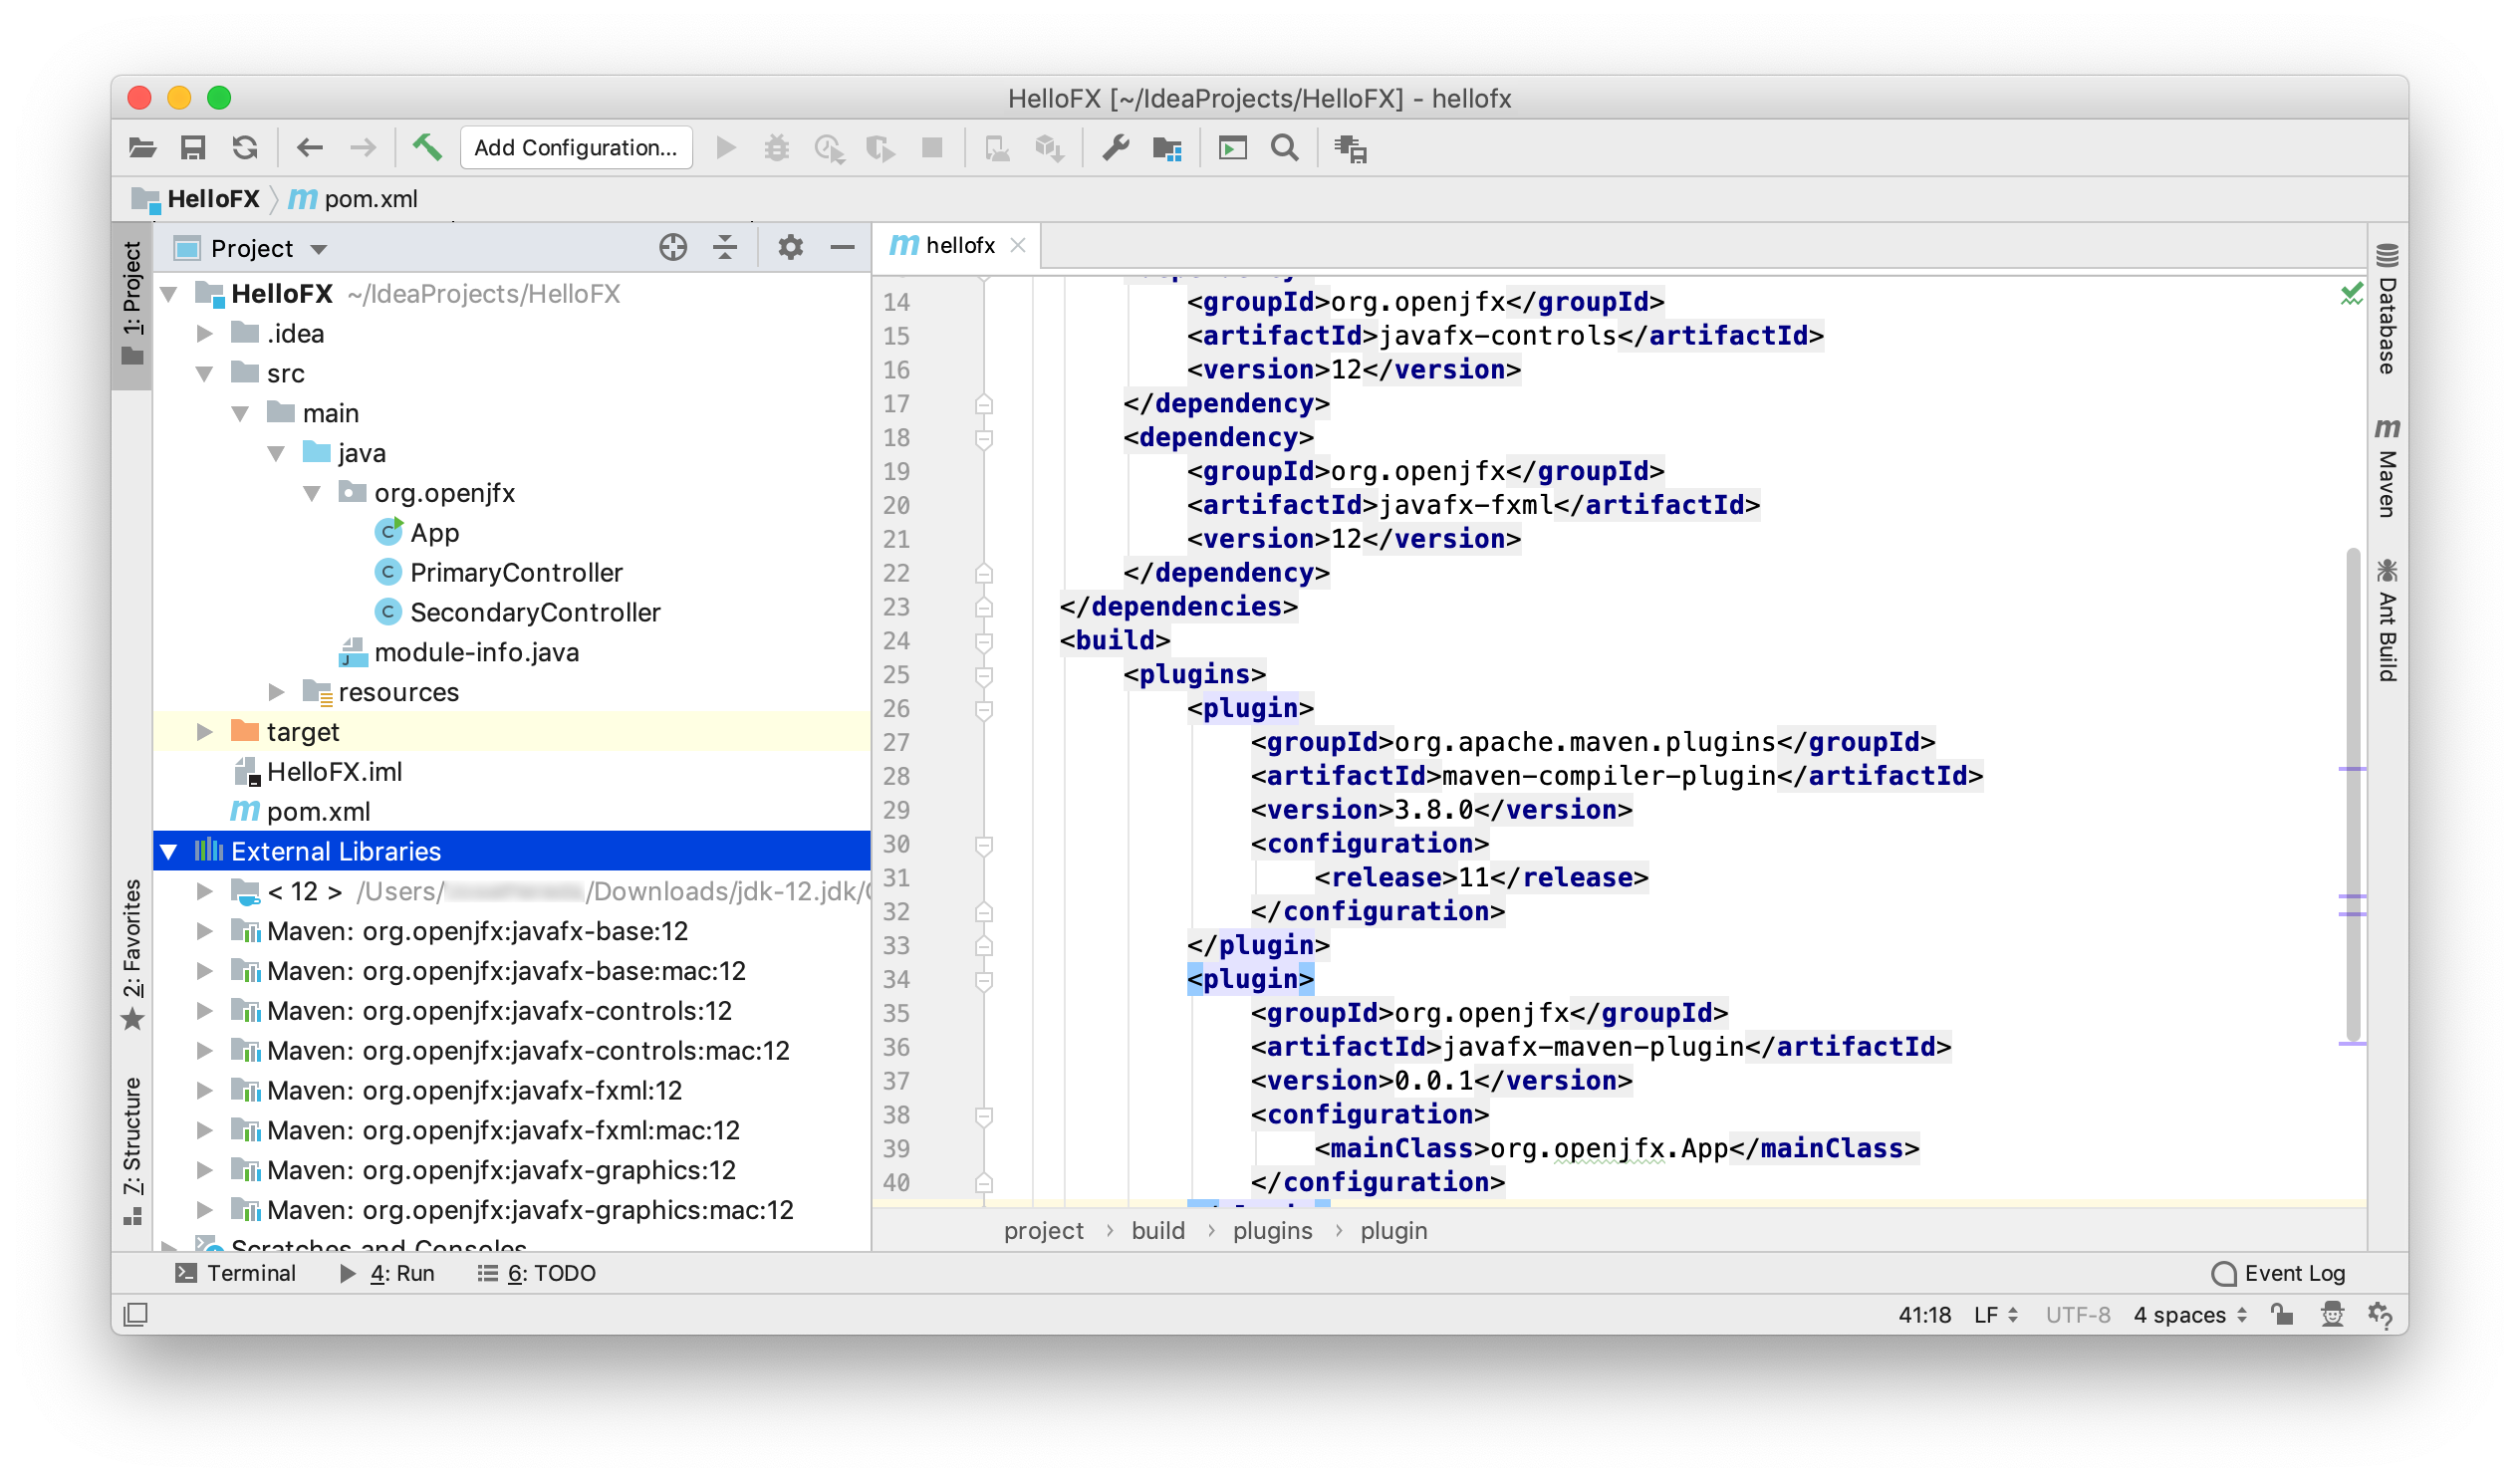 HelloFX [~/IdeaProjects/HelloFX] - hellofx
Add Configuration...
HelloFX
pom.xml
1: Project
Project
HelloFX ~/IdeaProjects/HelloFX
.idea
src
main
java
org.openjfx
App
PrimaryController
SecondaryController
module-info.java
resources
target
HelloFX.iml
pom.xml
External Libraries
< 12 > /Users/ /Downloads/jdk-12.jdk/
Maven: org.openjfx:javafx-base:12
Maven: org.openjfx:javafx-base:mac:12
Maven: org.openjfx:javafx-controls:12
Maven: org.openjfx:javafx-controls:mac:12
Maven: org.openjfx:javafx-fxml:12
Maven: org.openjfx:javafx-fxml:mac:12
Maven: org.openjfx:javafx-graphics:12
Maven: org.openjfx:javafx-graphics:mac:12
Scratches and Consoles
2: Favorites
7: Structure
hellofx
<dependency>
14 <groupId>org.openjfx</groupId>
15 <artifactId>javafx-controls</artifactId>
16 <version>12</version>
17 </dependency>
18 <dependency>
19 <groupId>org.openjfx</groupId>
20 <artifactId>javafx-fxml</artifactId>
21 <version>12</version>
22 </dependency>
23 </dependencies>
24 <build>
25 <plugins>
26 <plugin>
27 <groupId>org.apache.maven.plugins</groupId>
28 <artifactId>maven-compiler-plugin</artifactId>
29 <version>3.8.0</version>
30 <configuration>
31 <release>11</release>
32 </configuration>
33 </plugin>
34 <plugin>
35 <groupId>org.openjfx</groupId>
36 <artifactId>javafx-maven-plugin</artifactId>
37 <version>0.0.1</version>
38 <configuration>
39 <mainClass>org.openjfx.App</mainClass>
40 </configuration>
project › build › plugins › plugin
Database
Maven
Ant Build
Terminal
4: Run
6: TODO
Event Log
41:18 LF UTF-8 4 spaces